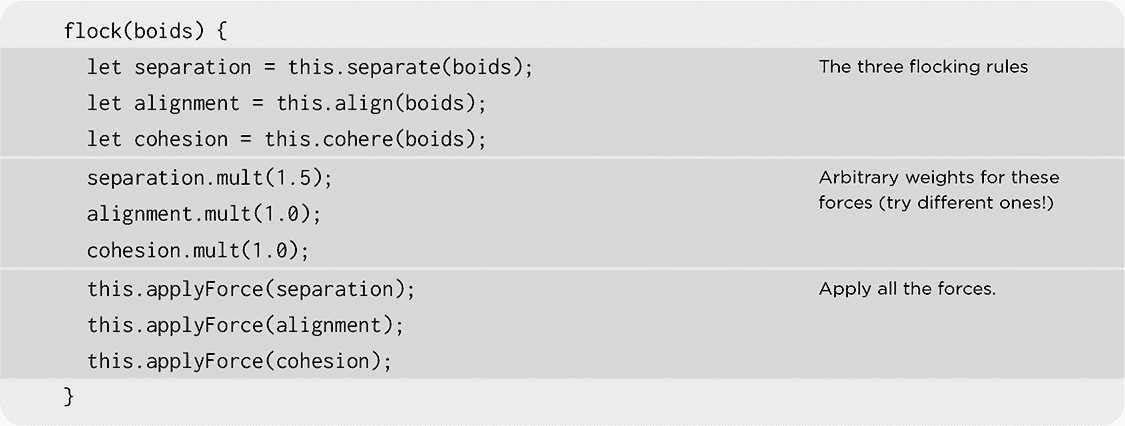 flock(boids) {
let separation = this.separate(boids);
The three flocking rules
let alignment = this.align(boids);
let cohesion = this.cohere(boids);
separation.mult(1.5);
Arbitrary weights for these
forces (try different ones!)
alignment.mult(1.0);
cohesion.mult(1.0);
this.applyForce(separation);
Apply all the forces.
this.applyForce(alignment);
this.applyForce(cohesion);
}